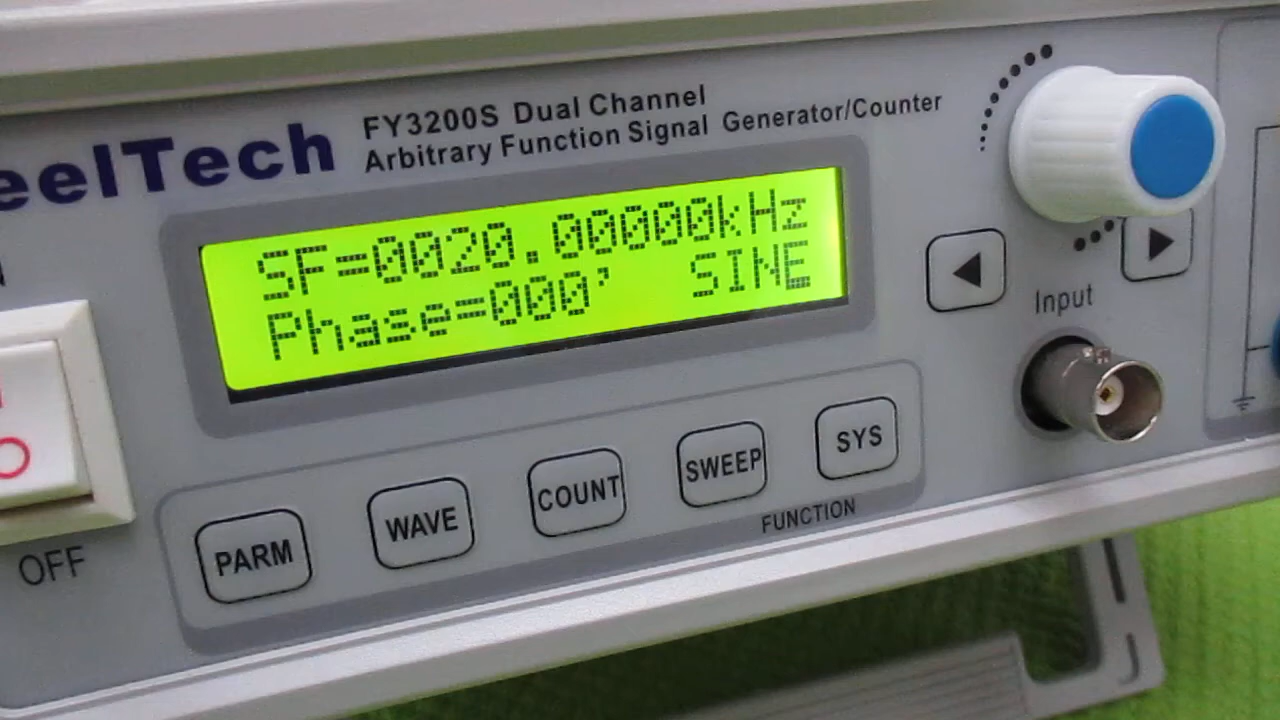 eelTech
FY3200S Dual Channel
Arbitrary Function Signal Generator/Counter
SF=0020.00000kHz
Phase=000' SINE
Input
PARM
WAVE
COUNT
SWEEP
SYS
FUNCTION
OFF